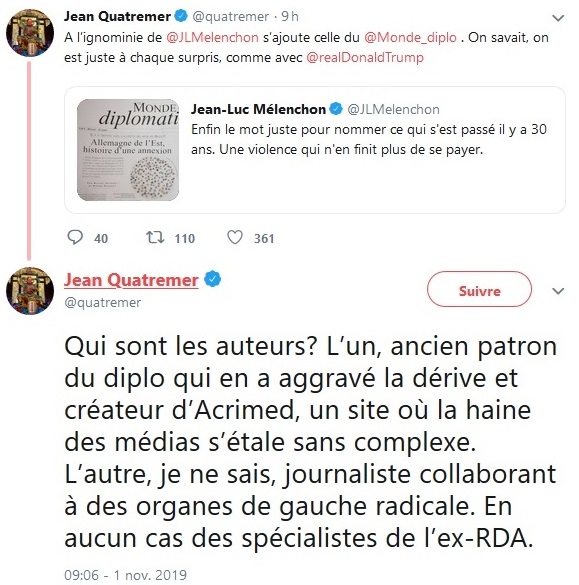 Jean Quatremer @quatremer · 9 h
A l'ignominie de @JLMelenchon s'ajoute celle du @Monde_diplo . On savait, on
est juste à chaque surpris, comme avec @realDonaldTrump
MONDE
diplomati
Allemagne de l'Est,
histoire d'une annexion
Jean-Luc Mélenchon @JLMelenchon
Enfin le mot juste pour nommer ce qui s'est passé il y a 30
ans. Une violence qui n'en finit plus de se payer.
40 110 361
Jean Quatremer
@quatremer
Suivre
Qui sont les auteurs? L'un, ancien patron
du diplo qui en a aggravé la dérive et
créateur d'Acrimed, un site où la haine
des médias s'étale sans complexe.
L'autre, je ne sais, journaliste collaborant
à des organes de gauche radicale. En
aucun cas des spécialistes de l'ex-RDA.
09:06 - 1 nov. 2019